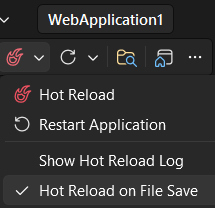 WebApplication1
Hot Reload
Restart Application
Show Hot Reload Log
Hot Reload on File Save